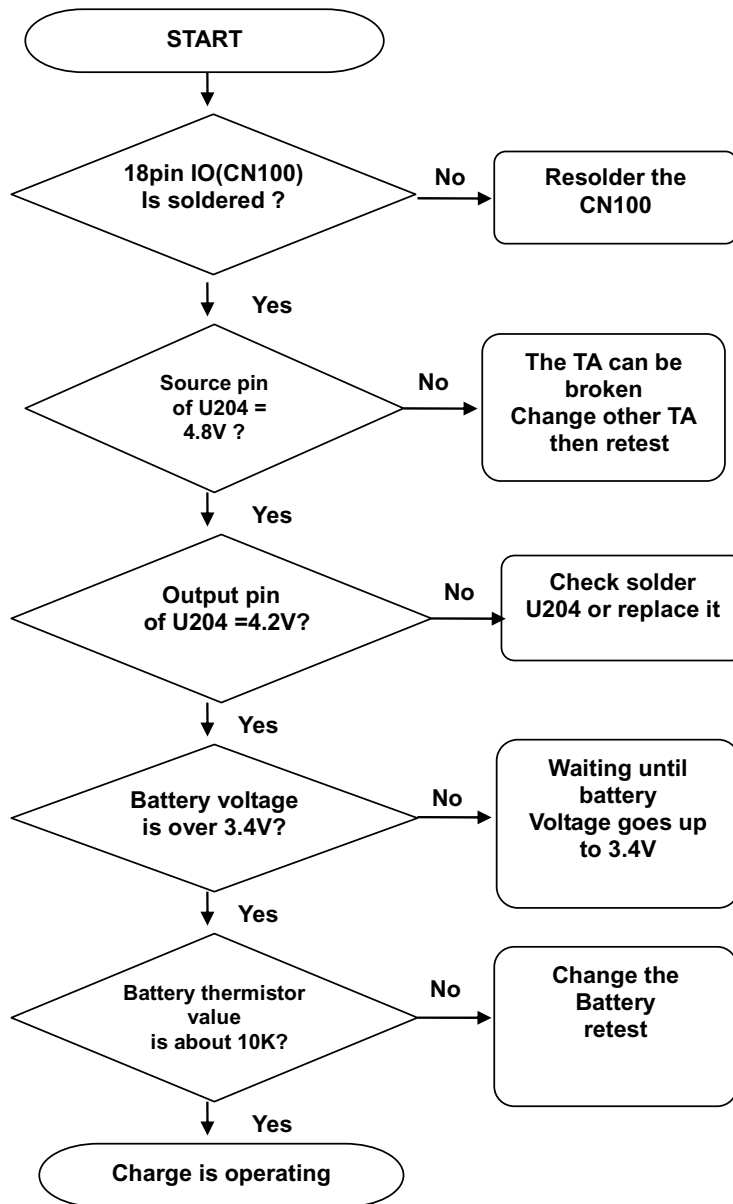 START
18pin IO(CN100)
Is soldered ?
No
Resolder the
CN100
Yes
Source pin
of U204 =
4.8V ?
No
The TA can be
broken
Change other TA
then retest
Yes
Output pin
of U204 =4.2V?
No
Check solder
U204 or replace it
Yes
Battery voltage
is over 3.4V?
No
Waiting until
battery
Voltage goes up
to 3.4V
Yes
Battery thermistor
value
is about 10K?
No
Change the
Battery
retest
Yes
Charge is operating